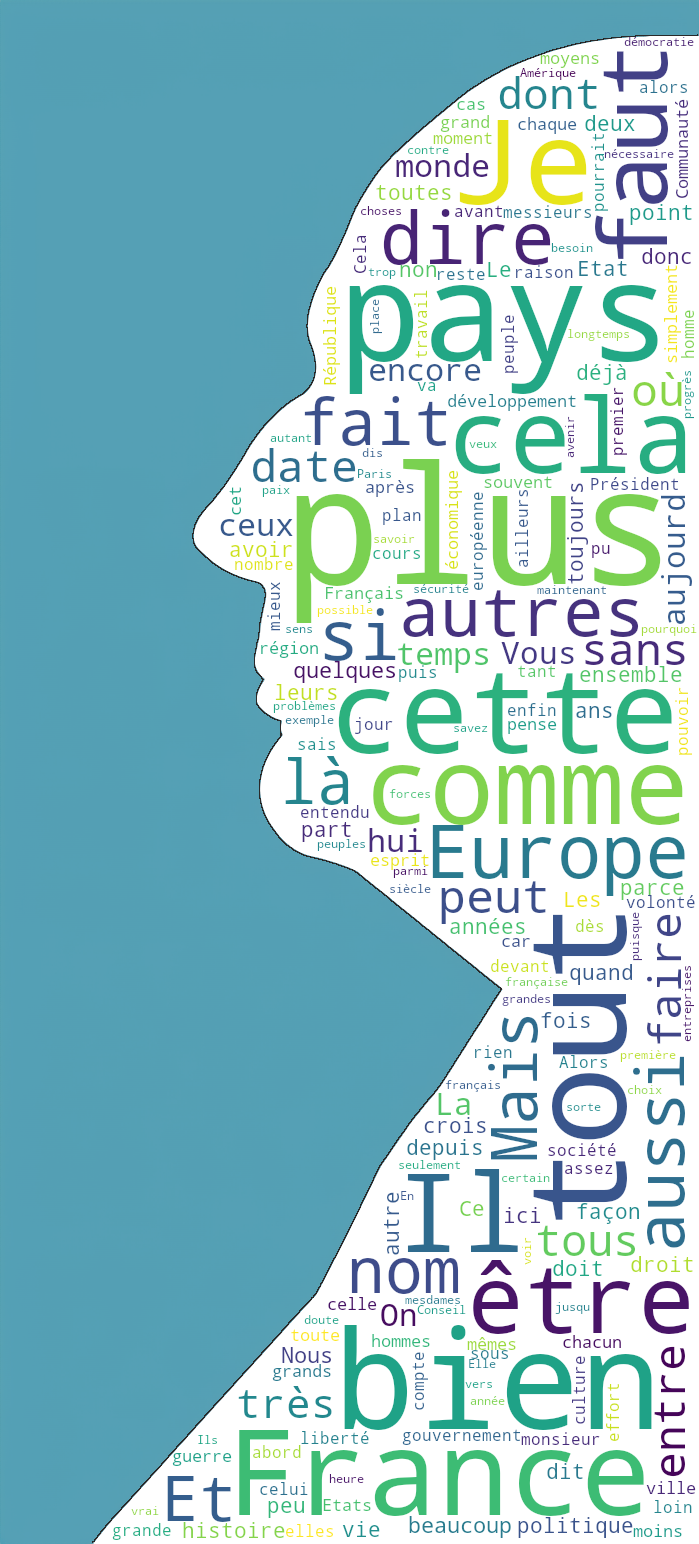 démocratie
moyens
Amérique
dont
alors
faut
cas
grand
chaque
deux
Communauté
moment
Je
contre
monde
nécessaire
pourrait
toutes
choses
avant
messieurs
point
dire
Cela
besoin
donc
trop
non
reste
Le
raison
Etat
pays
République
place
travail
peuple
longtemps
simplement
homme
encore
va
déjà
où
progrès
développement
premier
fait
cela
autant
veux
avenir
date
dis
Paris
souvent
Président
cet
paix
après
plus
économique
européenne
ailleurs
toujours
aujourd
ceux
plan
avoir
savoir
cours
pu
nombre
mieux
Français
sécurité
maintenant
possible
autres
sens
si
pourquoi
région
temps
Vous
sans
quelques
puis
tant
ensemble
leurs
cette
problèmes
exemple
jour
enfin
ans
savez
pense
pouvoir
sais
là
comme
forces
entendu
part
hui
Europe
peuples
esprit
parmi
siècle
peut
Les
parce
volonté
années
dès
puisque
car
tout
faire
devant
quand
française
entreprises
grandes
Mais
fois
rien
Alors
première
français
choix
La
sorte
aussi
crois
depuis
société
seulement
assez
certain
autre
En
Il
Ce
ici
façon
voir
tous
nom
doit
droit
être
celle
mesdames
On
Conseil
jusqu
doute
toute
hommes
mêmes
chacun
Nous
sous
grands
Elle
bien
compte
vers
culture
entre
année
effort
très
Ils
liberté
gouvernement
monsieur
guerre
abord
France
heure
dit
Et
celui
ville
vrai
peu
Etats
loin
grande
histoire
elles
vie
beaucoup
politique
moins